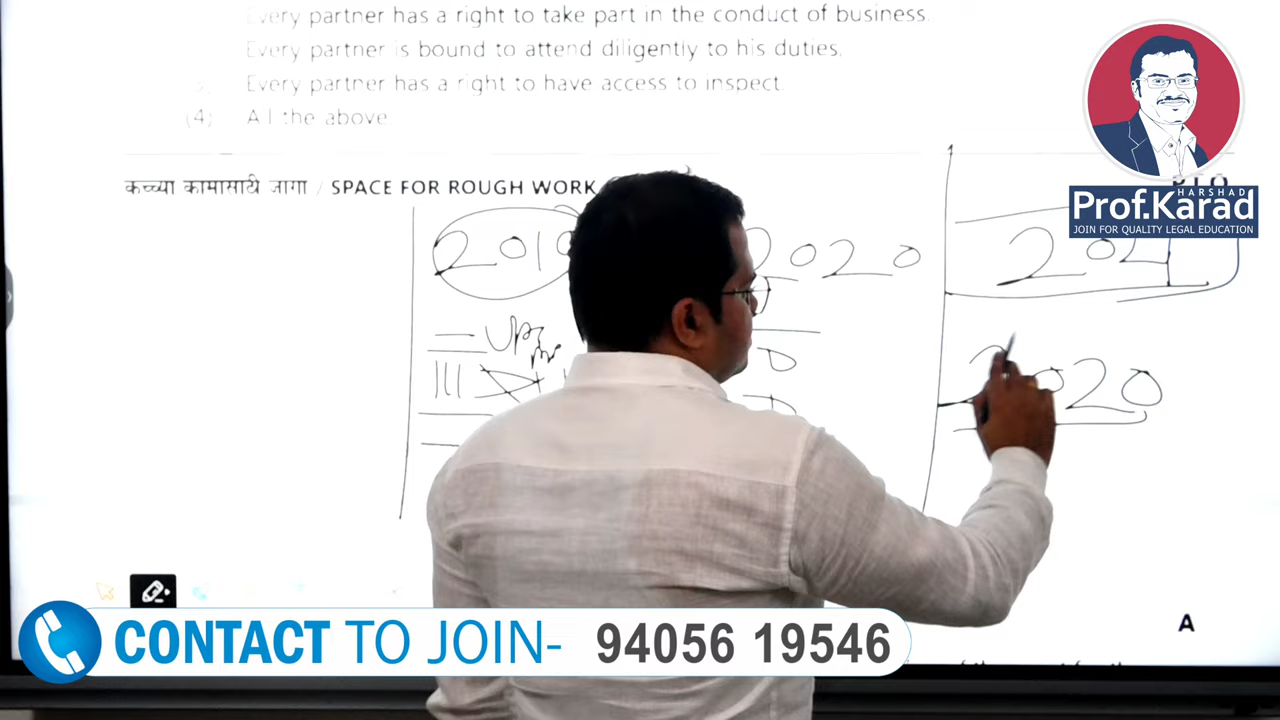 Every partner has a right to take part in the conduct of business.
Every partner is bound to attend diligently to his duties.
Every partner has a right to have access to inspect.
(4) All the above
कच्च्या कामासाठी जागा / SPACE FOR ROUGH WORK
P.T.O.
HARSHAD
Prof.Karad
JOIN FOR QUALITY LEGAL EDUCATION
2019
2020
2021
2020
A
CONTACT TO JOIN- 94056 19546